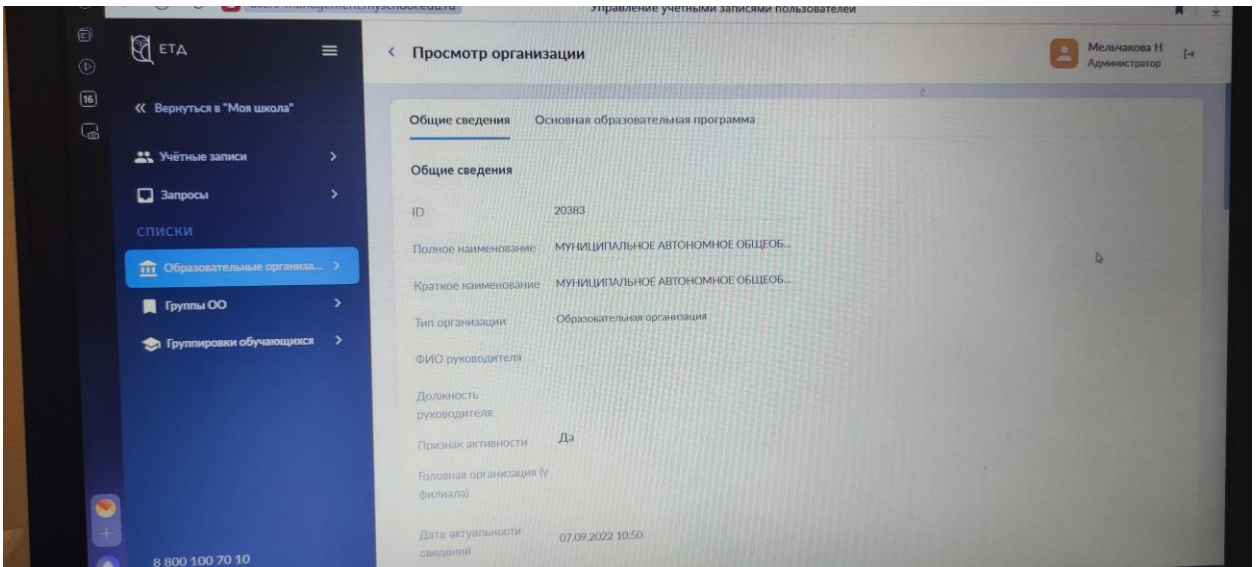 Управление учетными записями пользователей
ЕТД
Просмотр организации
Мельчакова Н
Администратор
16
Вернуться в "Моя школа"
Общие сведения
Основная образовательная программа
Учётные записи
Общие сведения
Запросы
ID
20383
СПИСКИ
Полное наименование
МУНИЦИПАЛЬНОЕ АВТОНОМНОЕ ОБЩЕОБ...
Образовательные организа...
Краткое наименование
МУНИЦИПАЛЬНОЕ АВТОНОМНОЕ ОБЩЕОБ...
Группы ОО
Тип организации
Образовательная организация
Группировки обучающихся
ФИО руководителя
Должность
руководителя
Признак активности
Да
Головная организация (у
филиала)
Дата актуальности
сведений
07.09.2022 10:50
8 800 100 70 10